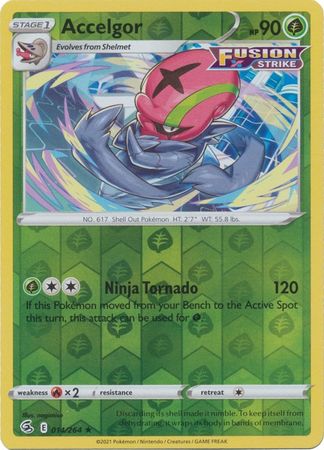 STAGE 1
Accelgor
HP 90
Evolves from Shelmet
FUSION
STRIKE
NO. 617 Shell Out Pokémon HT: 2'7" WT: 55.8 lbs.
Ninja Tornado 120
If this Pokémon moved from your Bench to the Active Spot
this turn, this attack can be used for .
weakness ×2 resistance retreat
Illus.
Discarding its shell made it nimble. To keep itself from
dehydrating, it wraps its body in bands of membrane.
E 014/264 ★
©2021 Pokémon / Nintendo / Creatures / GAME FREAK